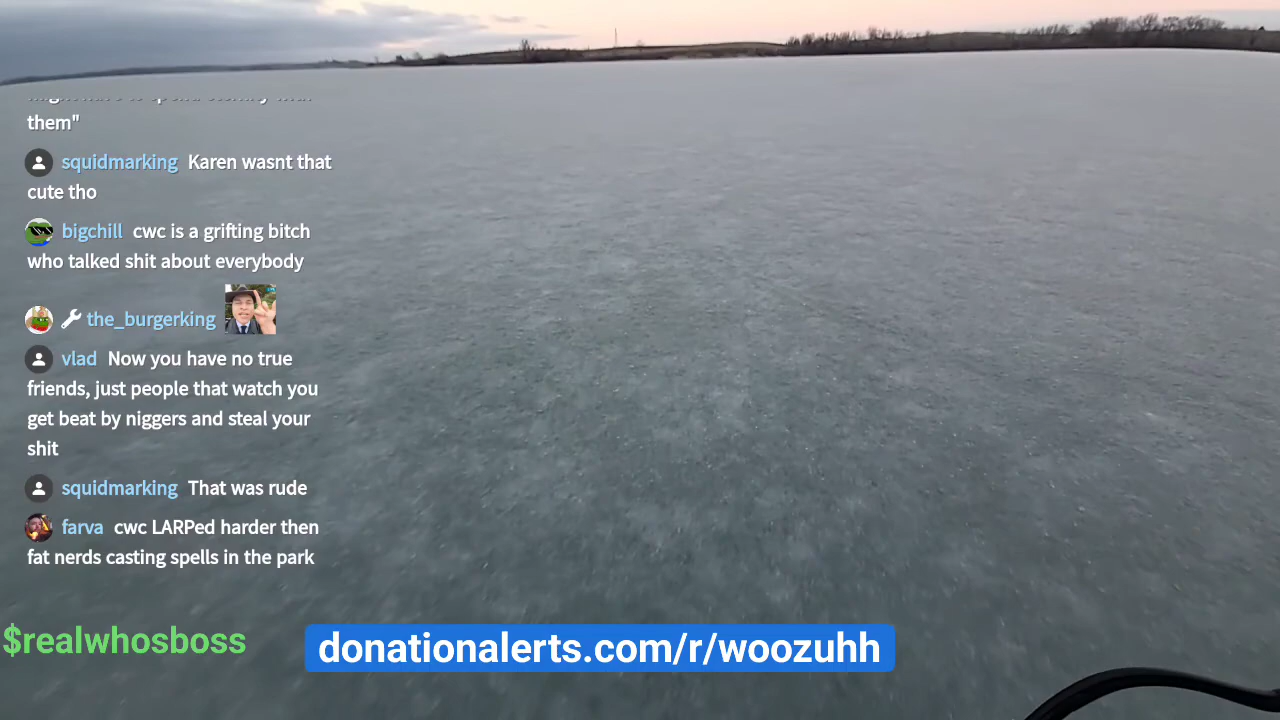 them"
squidmarking Karen wasnt that
cute tho
bigchill cwc is a grifting bitch
who talked shit about everybody
the_burgerking
vlad Now you have no true
friends, just people that watch you
get beat by niggers and steal your
shit
squidmarking That was rude
farva cwc LARPed harder then
fat nerds casting spells in the park
$realwhosboss
donationalerts.com/r/woozuhh